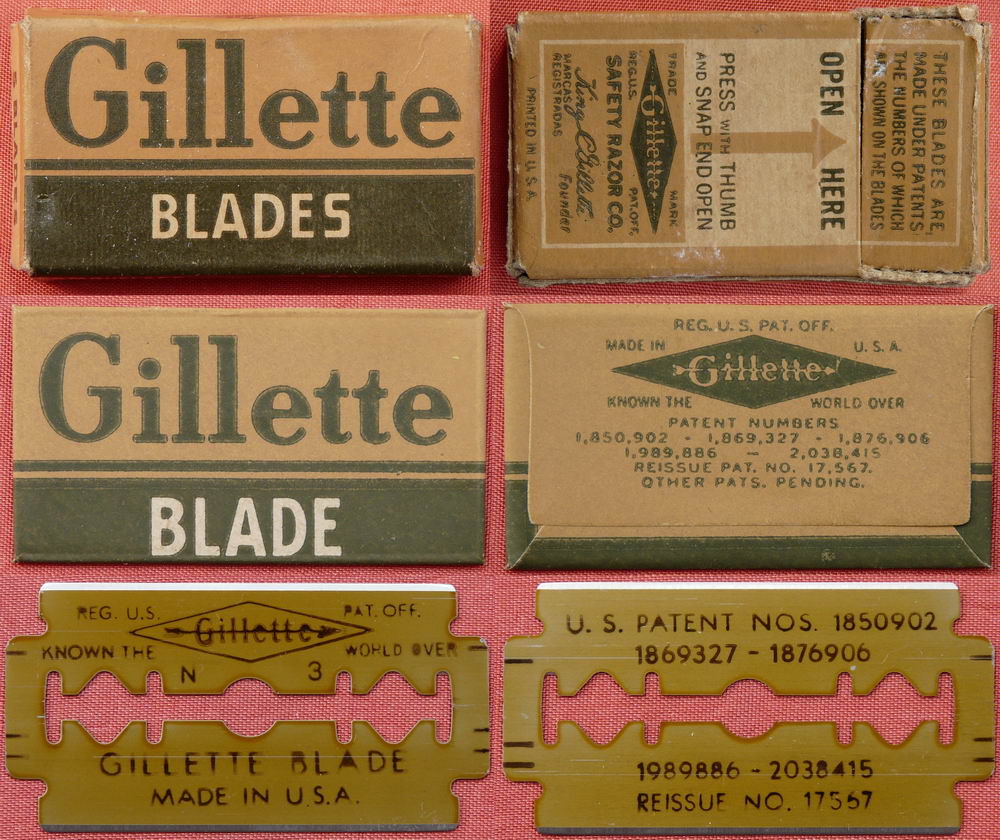 Gillette
BLADES
THESE BLADES ARE
MADE UNDER PATENTS
THE NUMBERS OF WHICH
ARE SHOWN ON THE BLADES
OPEN HERE
PRESS WITH THUMB
AND SNAP END OPEN
TRADE MARK
Gillette
REG.U.S. PAT.OFF.
SAFETY RAZOR CO.
King C Gillette
MARCAS FOUNDER
REGISTRADAS
PRINTED IN U.S.A.
Gillette
BLADE
REG. U. S. PAT. OFF.
MADE IN U. S. A.
Gillette
KNOWN THE WORLD OVER
PATENT NUMBERS
1,850,902 - 1,869,327 - 1,876,906
1,989,886 — 2,038,415
REISSUE PAT. NO. 17,567.
OTHER PATS. PENDING.
REG. U.S. PAT. OFF.
Gillette
KNOWN THE WORLD OVER
N 3
GILLETTE BLADE
MADE IN U.S.A.
U. S. PATENT NOS. 1850902
1869327 - 1876906
1989886 - 2038415
REISSUE NO. 17567